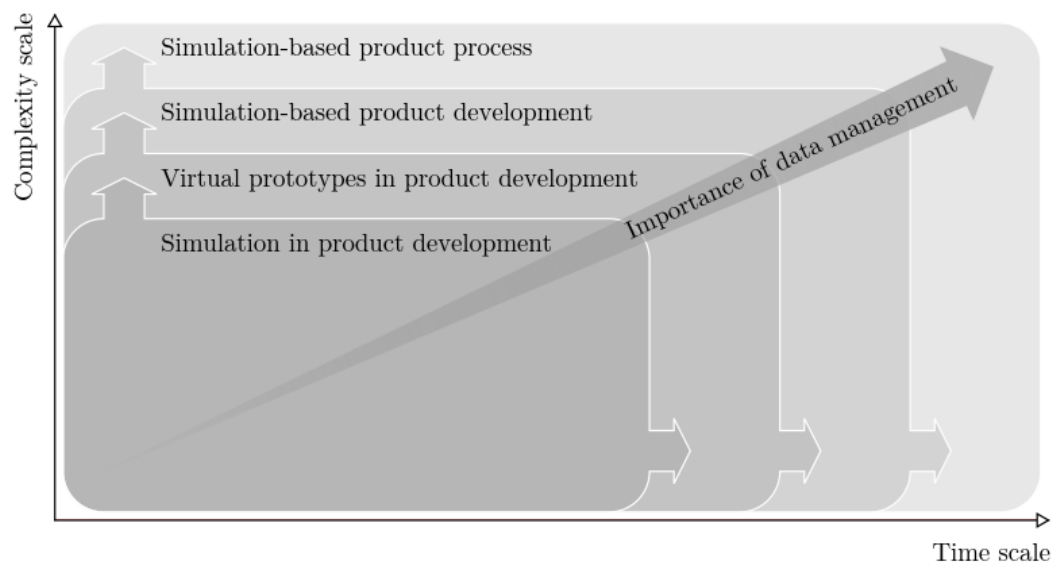 Complexity scale
Simulation-based product process
Simulation-based product development
Virtual prototypes in product development
Simulation in product development
Importance of data management
Time scale